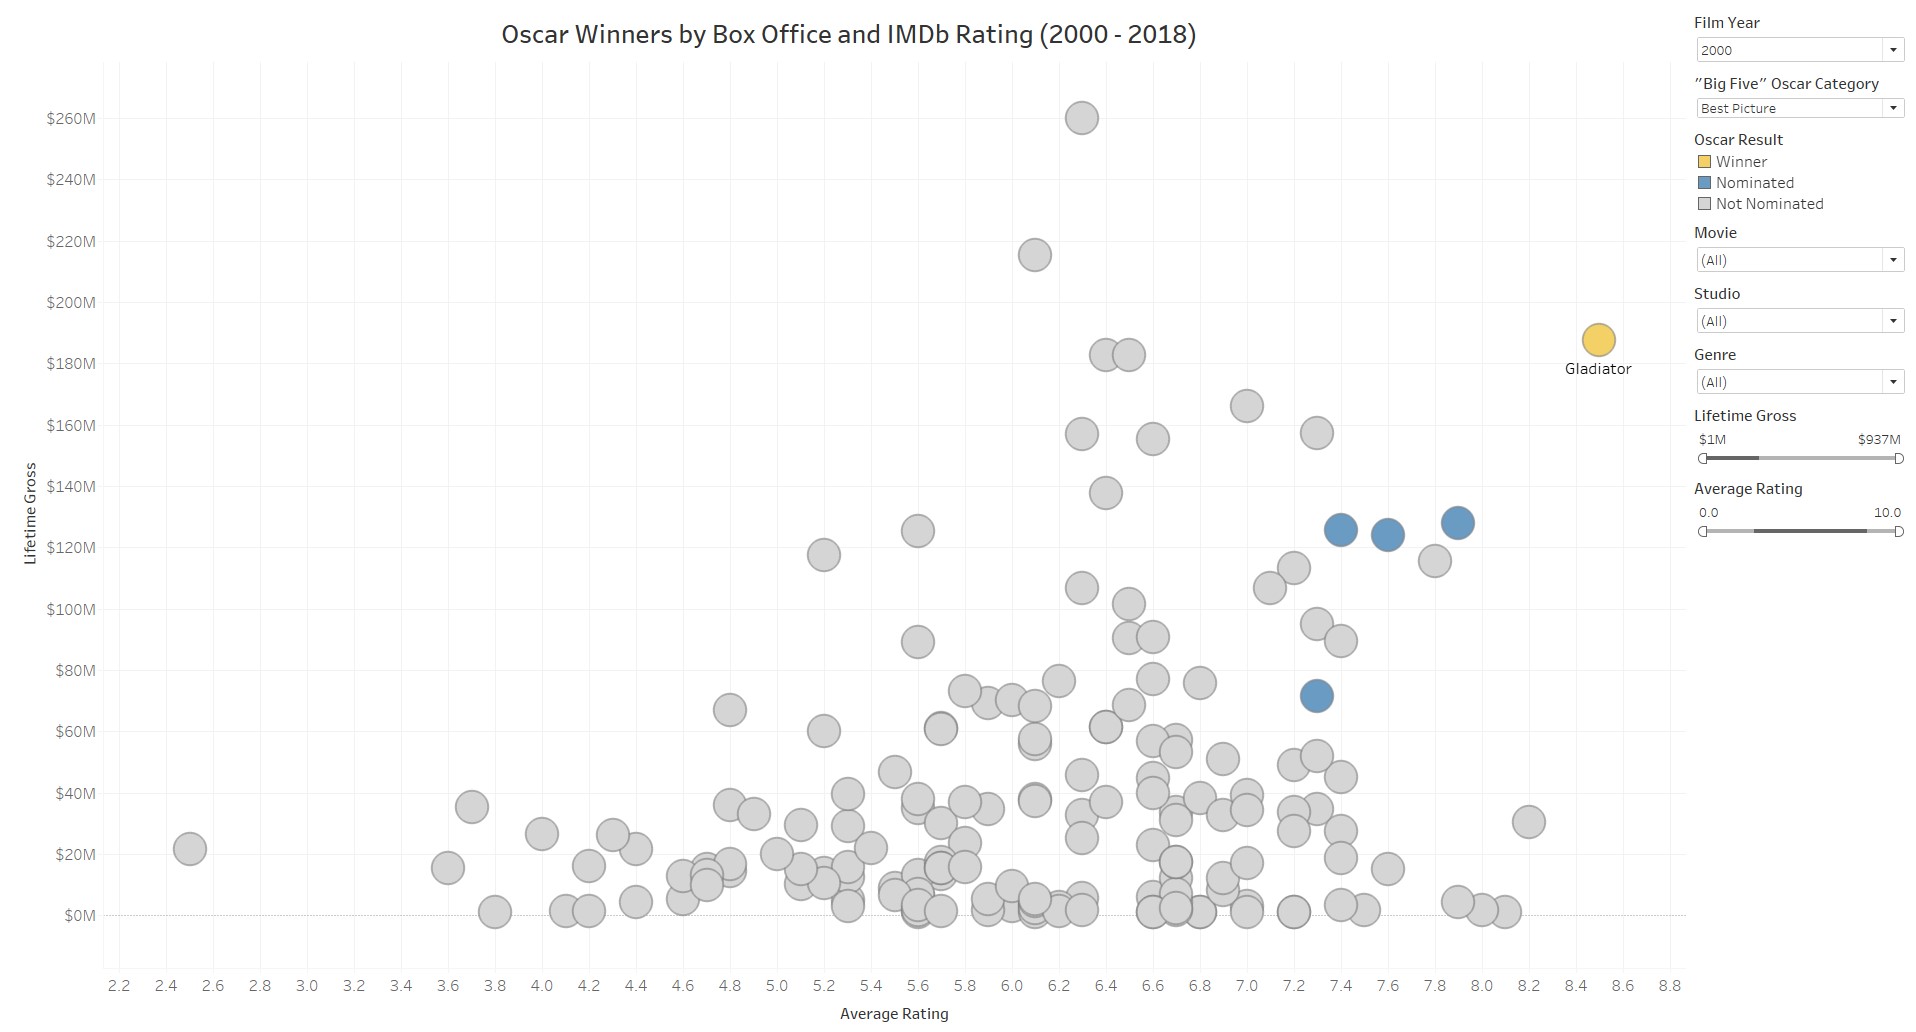 Oscar Winners by Box Office and IMDb Rating (2000 - 2018)
$260M
$240M
$220M
$200M
$180M
$160M
$140M
$120M
$100M
$80M
$60M
$40M
$20M
$0M
Lifetime Gross
Gladiator
2.2 2.4 2.6 2.8 3.0 3.2 3.4 3.6 3.8 4.0 4.2 4.4 4.6 4.8 5.0 5.2 5.4 5.6 5.8 6.0 6.2 6.4 6.6 6.8 7.0 7.2 7.4 7.6 7.8 8.0 8.2 8.4 8.6 8.8
Average Rating
Film Year
2000
"Big Five" Oscar Category
Best Picture
Oscar Result
Winner
Nominated
Not Nominated
Movie
(All)
Studio
(All)
Genre
(All)
Lifetime Gross
$1M $937M
Average Rating
0.0 10.0